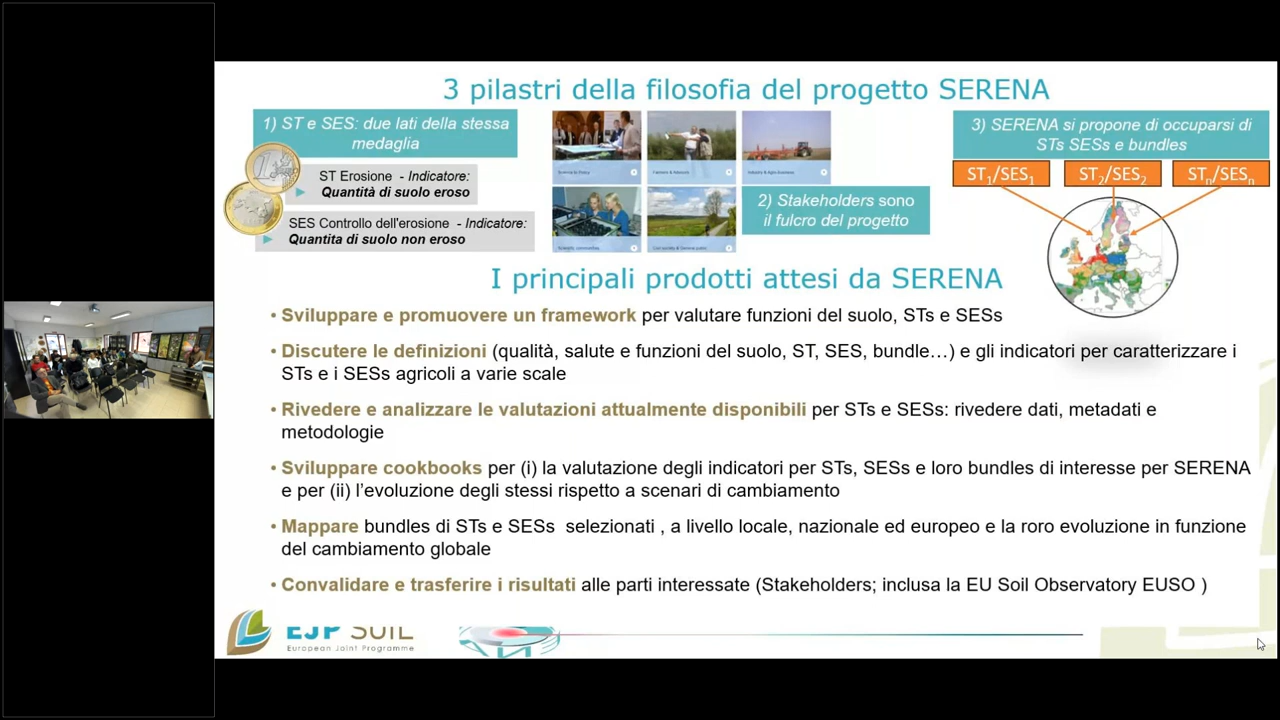 3 pilastri della filosofia del progetto SERENA
1) ST e SES: due lati della stessa
medaglia
ST Erosione - Indicatore:
Quantità di suolo eroso
SES Controllo dell'erosione - Indicatore:
Quantita di suolo non eroso
2) Stakeholders sono
il fulcro del progetto
3) SERENA si propone di occuparsi di
STs SESs e bundles
ST1/SES1
ST2/SES2
STn/SESn
I principali prodotti attesi da SERENA
• Sviluppare e promuovere un framework per valutare funzioni del suolo, STs e SESs
• Discutere le definizioni (qualità, salute e funzioni del suolo, ST, SES, bundle…) e gli indicatori per caratterizzare i
STs e i SESs agricoli a varie scale
• Rivedere e analizzare le valutazioni attualmente disponibili per STs e SESs: rivedere dati, metadati e
metodologie
• Sviluppare cookbooks per (i) la valutazione degli indicatori per STs, SESs e loro bundles di interesse per SERENA
e per (ii) l'evoluzione degli stessi rispetto a scenari di cambiamento
• Mappare bundles di STs e SESs selezionati , a livello locale, nazionale ed europeo e la roro evoluzione in funzione
del cambiamento globale
• Convalidare e trasferire i risultati alle parti interessate (Stakeholders; inclusa la EU Soil Observatory EUSO )
EJP SOIL
European Joint Programme